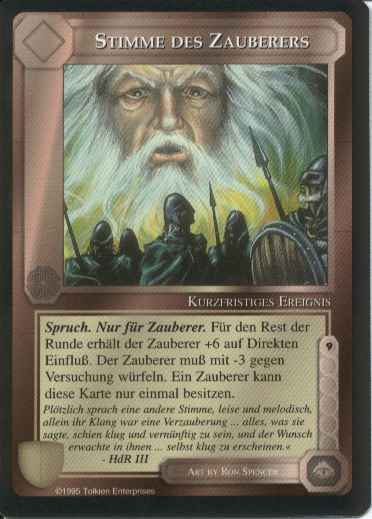 Stimme des Zauberers
Kurzfristiges Ereignis
Spruch. Nur für Zauberer. Für den Rest der
Runde erhält der Zauberer +6 auf Direkten
Einfluß. Der Zauberer muß mit -3 gegen
Versuchung würfeln. Ein Zauberer kann
diese Karte nur einmal besitzen.
9
Plötzlich sprach eine andere Stimme, leise und melodisch,
allein ihr Klang war eine Verzauberung ... alles, was sie
sagte, schien klug und vernünftig zu sein, und der Wunsch
erwachte in ihnen ... selbst klug zu erscheinen.«
- HdR III
Art by Ron Spencer
©1995 Tolkien Enterprises